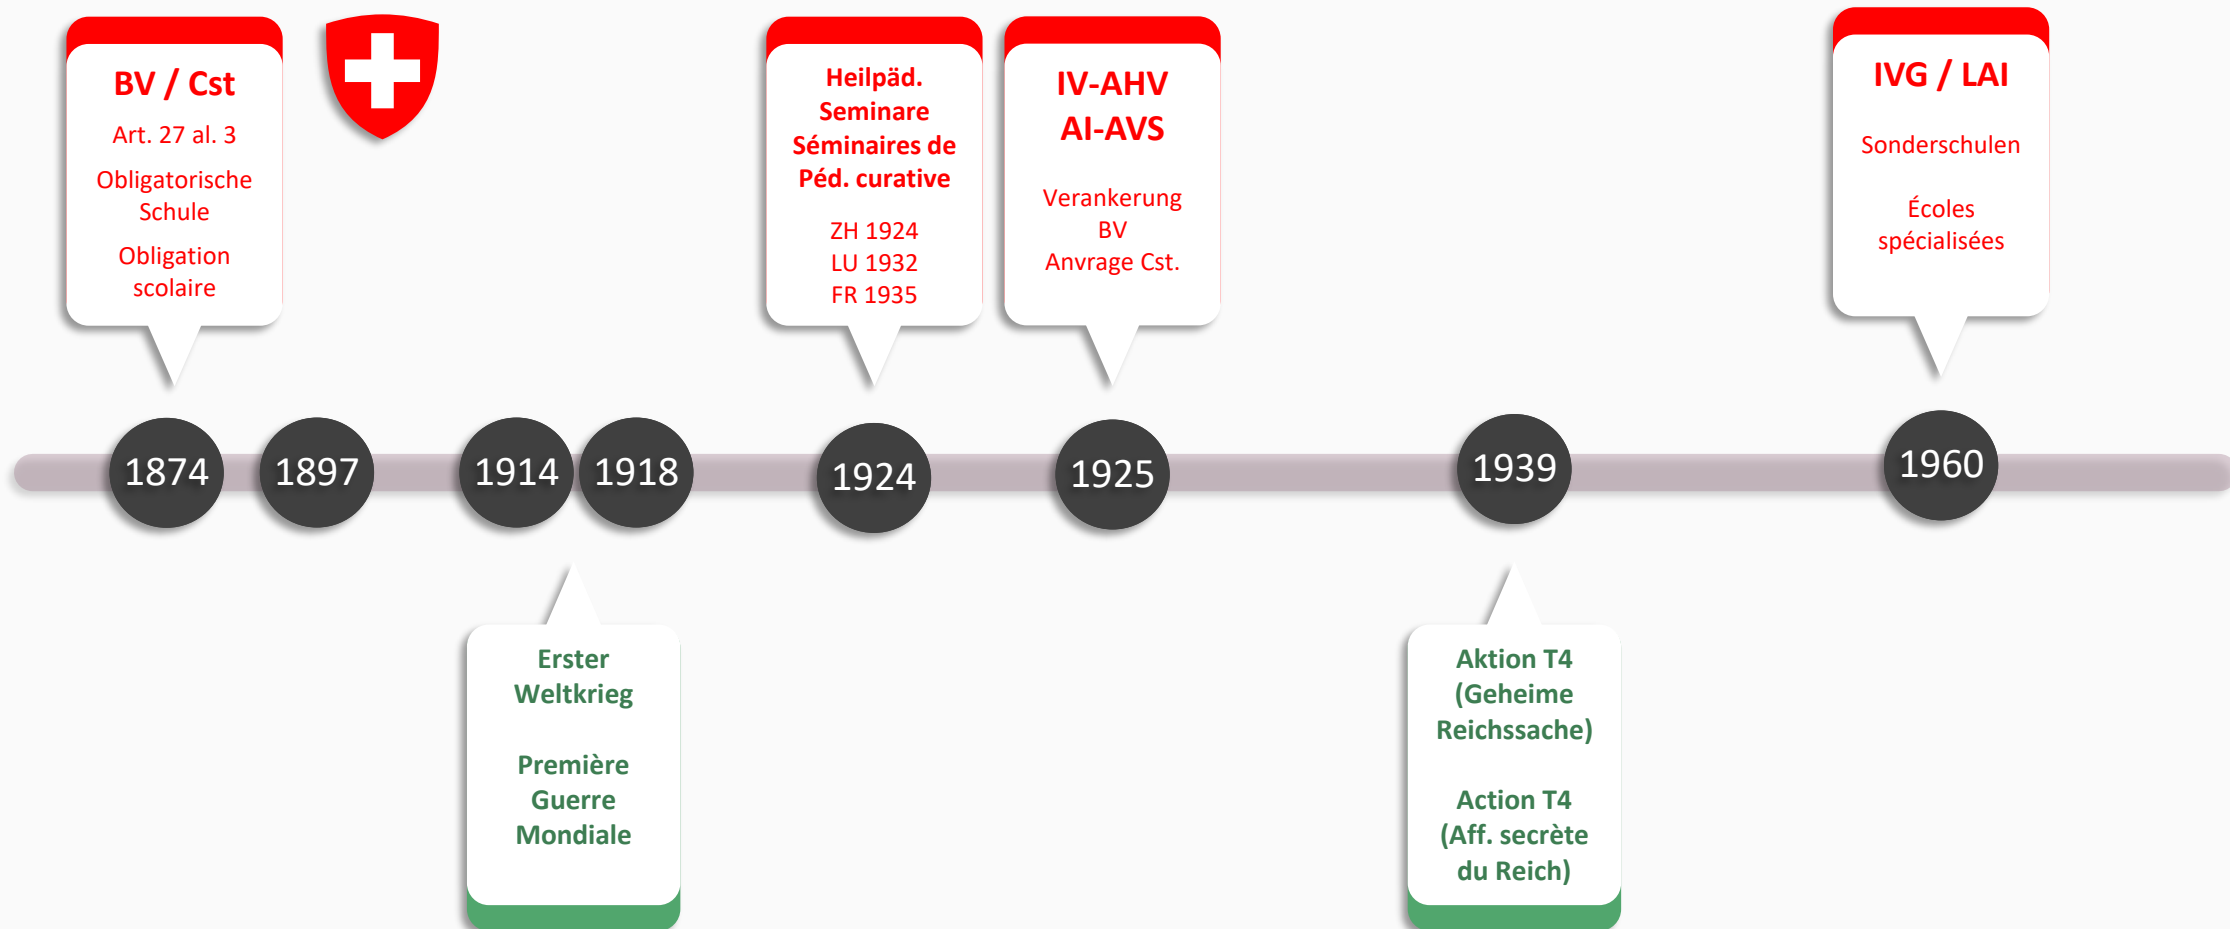 BV / Cst
Art. 27 al. 3
Obligatorische
Schule
Obligation
scolaire
Heilpäd.
Seminare
Séminaires de
Péd. curative
ZH 1924
LU 1932
FR 1935
IV-AHV
AI-AVS
Verankerung
BV
Anvrage Cst.
IVG / LAI
Sonderschulen
Écoles
spécialisées
1874
1897
1914
1918
1924
1925
1939
1960
Erster
Weltkrieg
Première
Guerre
Mondiale
Aktion T4
(Geheime
Reichssache)
Action T4
(Aff. secrète
du Reich)